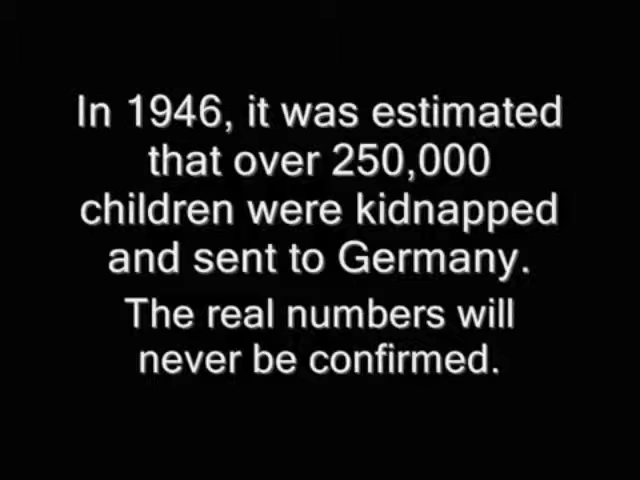 In 1946, it was estimated
that over 250,000
children were kidnapped
and sent to Germany.
The real numbers will
never be confirmed.